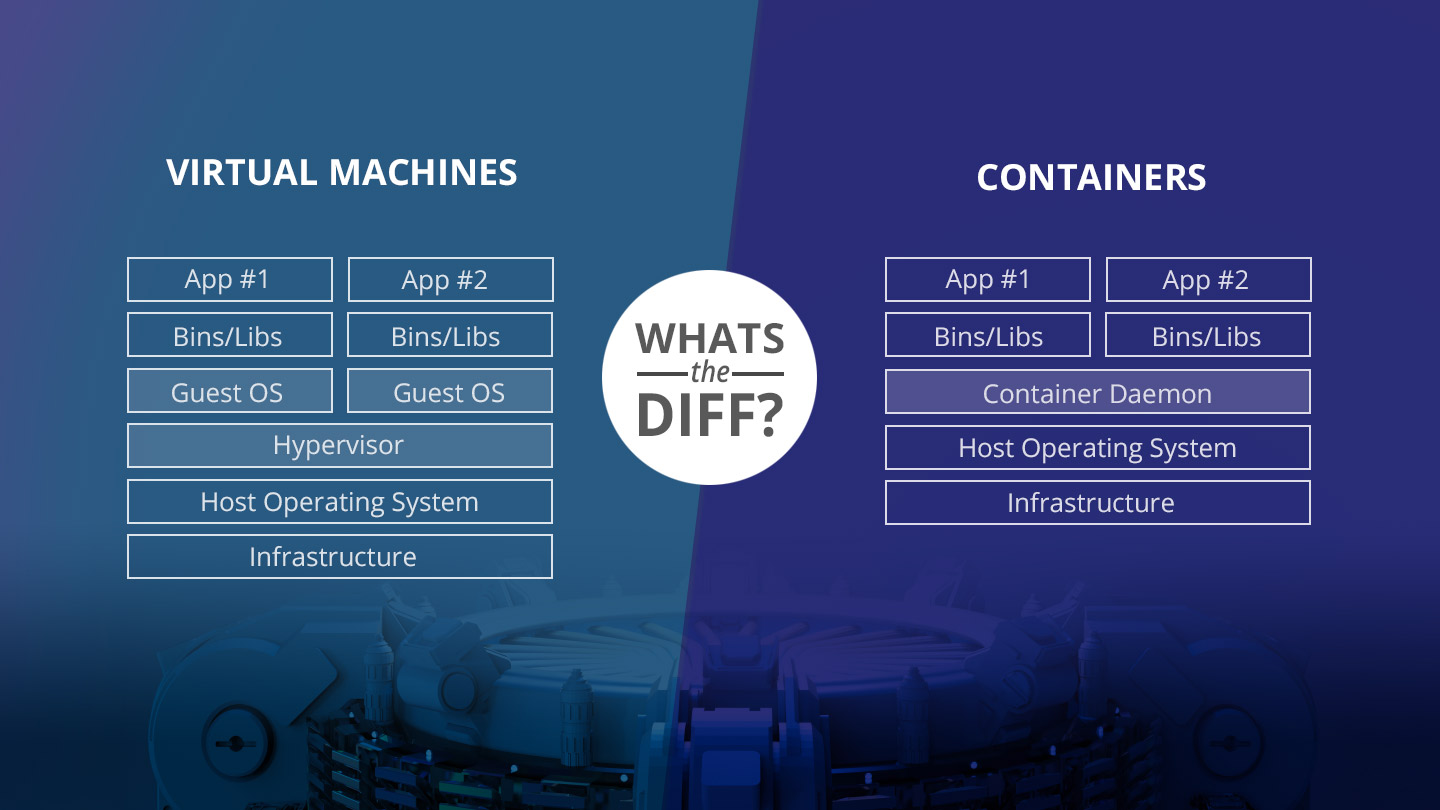 VIRTUAL MACHINES
App #1
App #2
Bins/Libs
Bins/Libs
Guest OS
Guest OS
Hypervisor
Host Operating System
Infrastructure
WHATS
the
DIFF?
CONTAINERS
App #1
App #2
Bins/Libs
Bins/Libs
Container Daemon
Host Operating System
Infrastructure